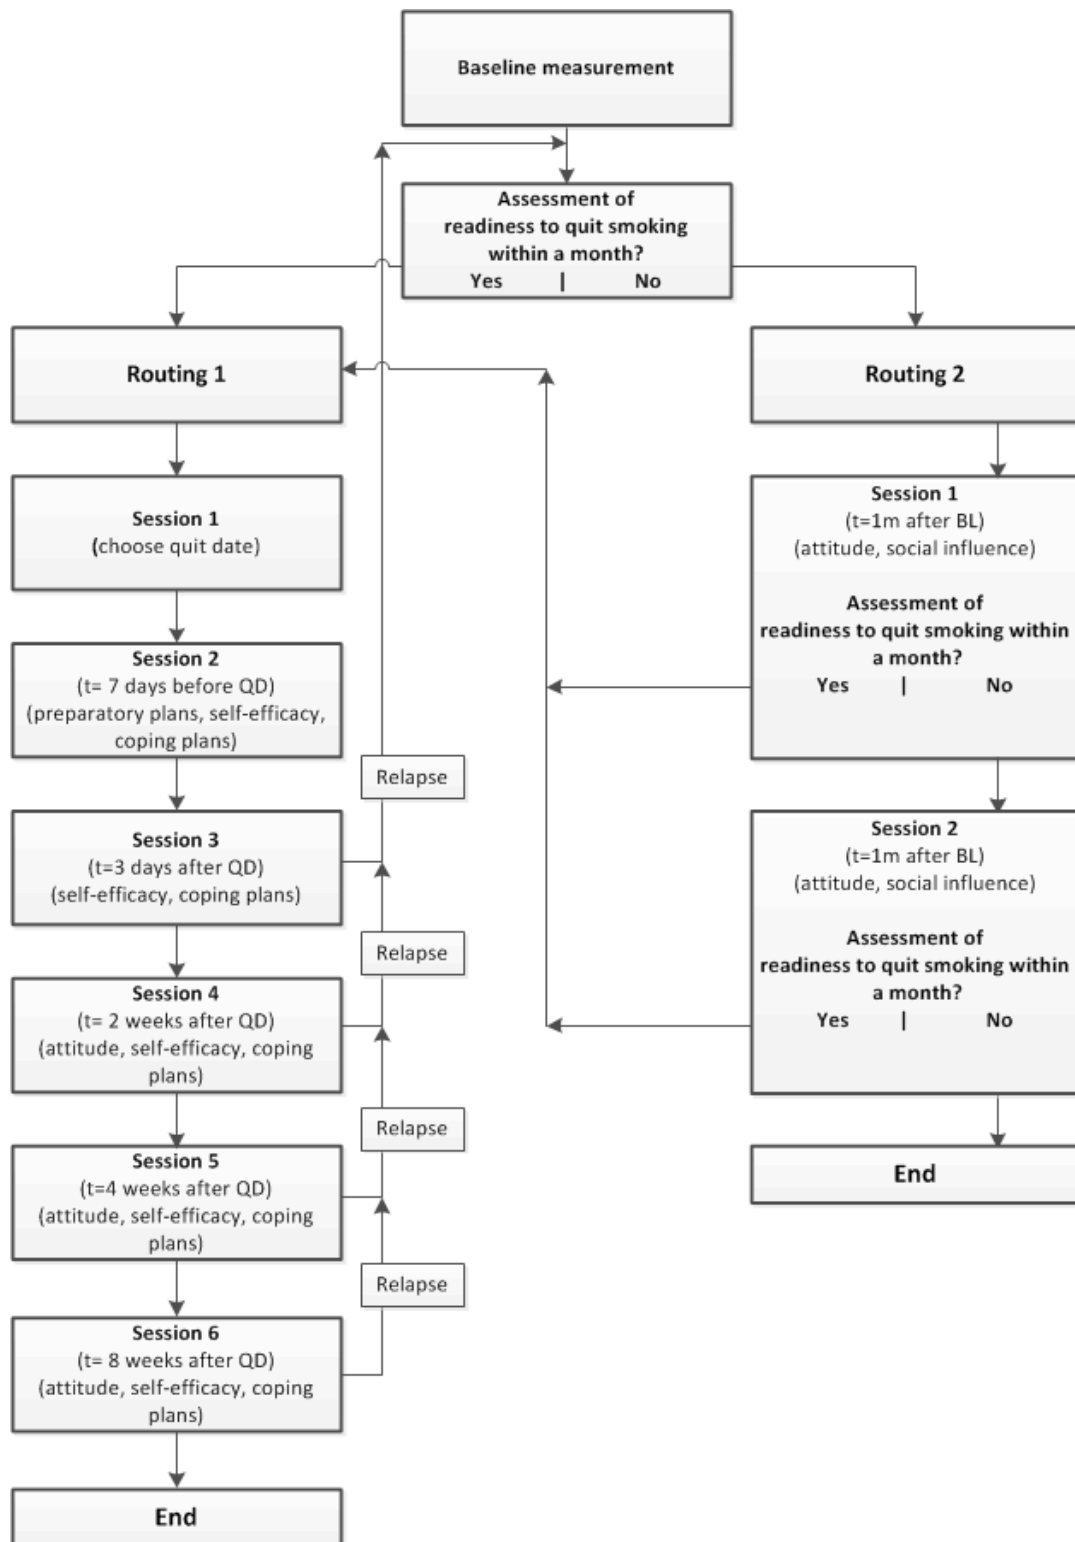 Baseline measurement
Assessment of
readiness to quit smoking
within a month?
Yes | No
Routing 1
Routing 2
Session 1
(choose quit date)
Session 2
(t= 7 days before QD)
(preparatory plans, self-efficacy,
coping plans)
Relapse
Session 3
(t=3 days after QD)
(self-efficacy, coping plans)
Relapse
Session 4
(t= 2 weeks after QD)
(attitude, self-efficacy, coping
plans)
Relapse
Session 5
(t=4 weeks after QD)
(attitude, self-efficacy, coping
plans)
Relapse
Session 6
(t= 8 weeks after QD)
(attitude, self-efficacy, coping
plans)
End
Session 1
(t=1m after BL)
(attitude, social influence)
Assessment of
readiness to quit smoking within
a month?
Yes | No
Session 2
(t=1m after BL)
(attitude, social influence)
Assessment of
readiness to quit smoking within
a month?
Yes | No
End